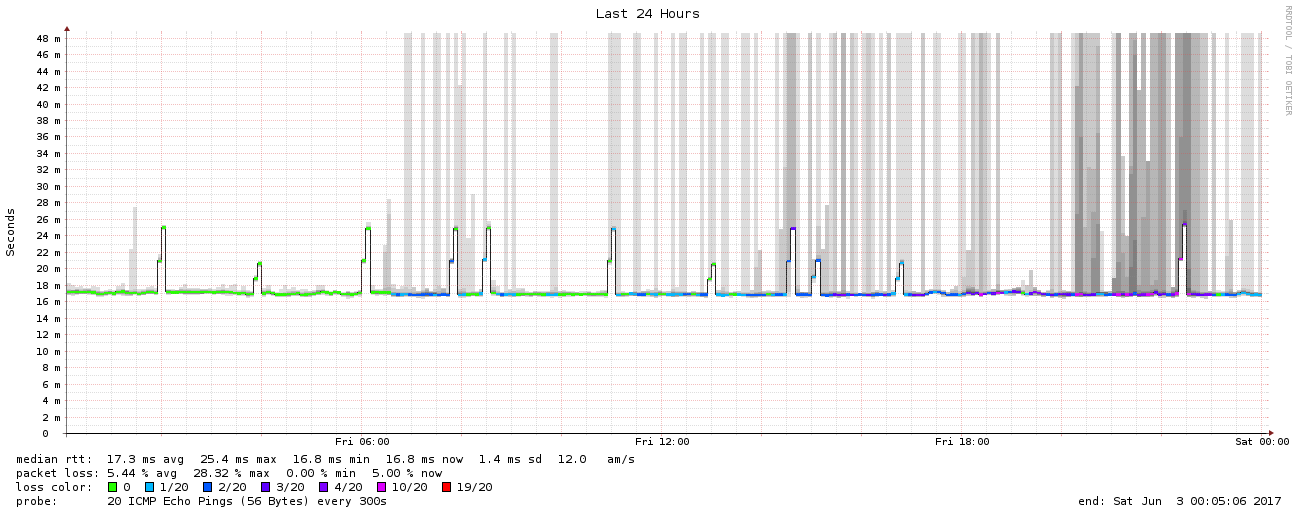 Last 24 Hours
RRDTOOL / TOBI OETIKER
Seconds
48 m
46 m
44 m
42 m
40 m
38 m
36 m
34 m
32 m
30 m
28 m
26 m
24 m
22 m
20 m
18 m
16 m
14 m
12 m
10 m
8 m
6 m
4 m
2 m
0
Fri 06:00 Fri 12:00 Fri 18:00 Sat 00:00
median rtt: 17.3 ms avg 25.4 ms max 16.8 ms min 16.8 ms now 1.4 ms sd 12.0 am/s
packet loss: 5.44 % avg 28.32 % max 0.00 % min 5.00 % now
loss color: 0 1/20 2/20 3/20 4/20 10/20 19/20
probe: 20 ICMP Echo Pings (56 Bytes) every 300s end: Sat Jun 3 00:05:06 2017